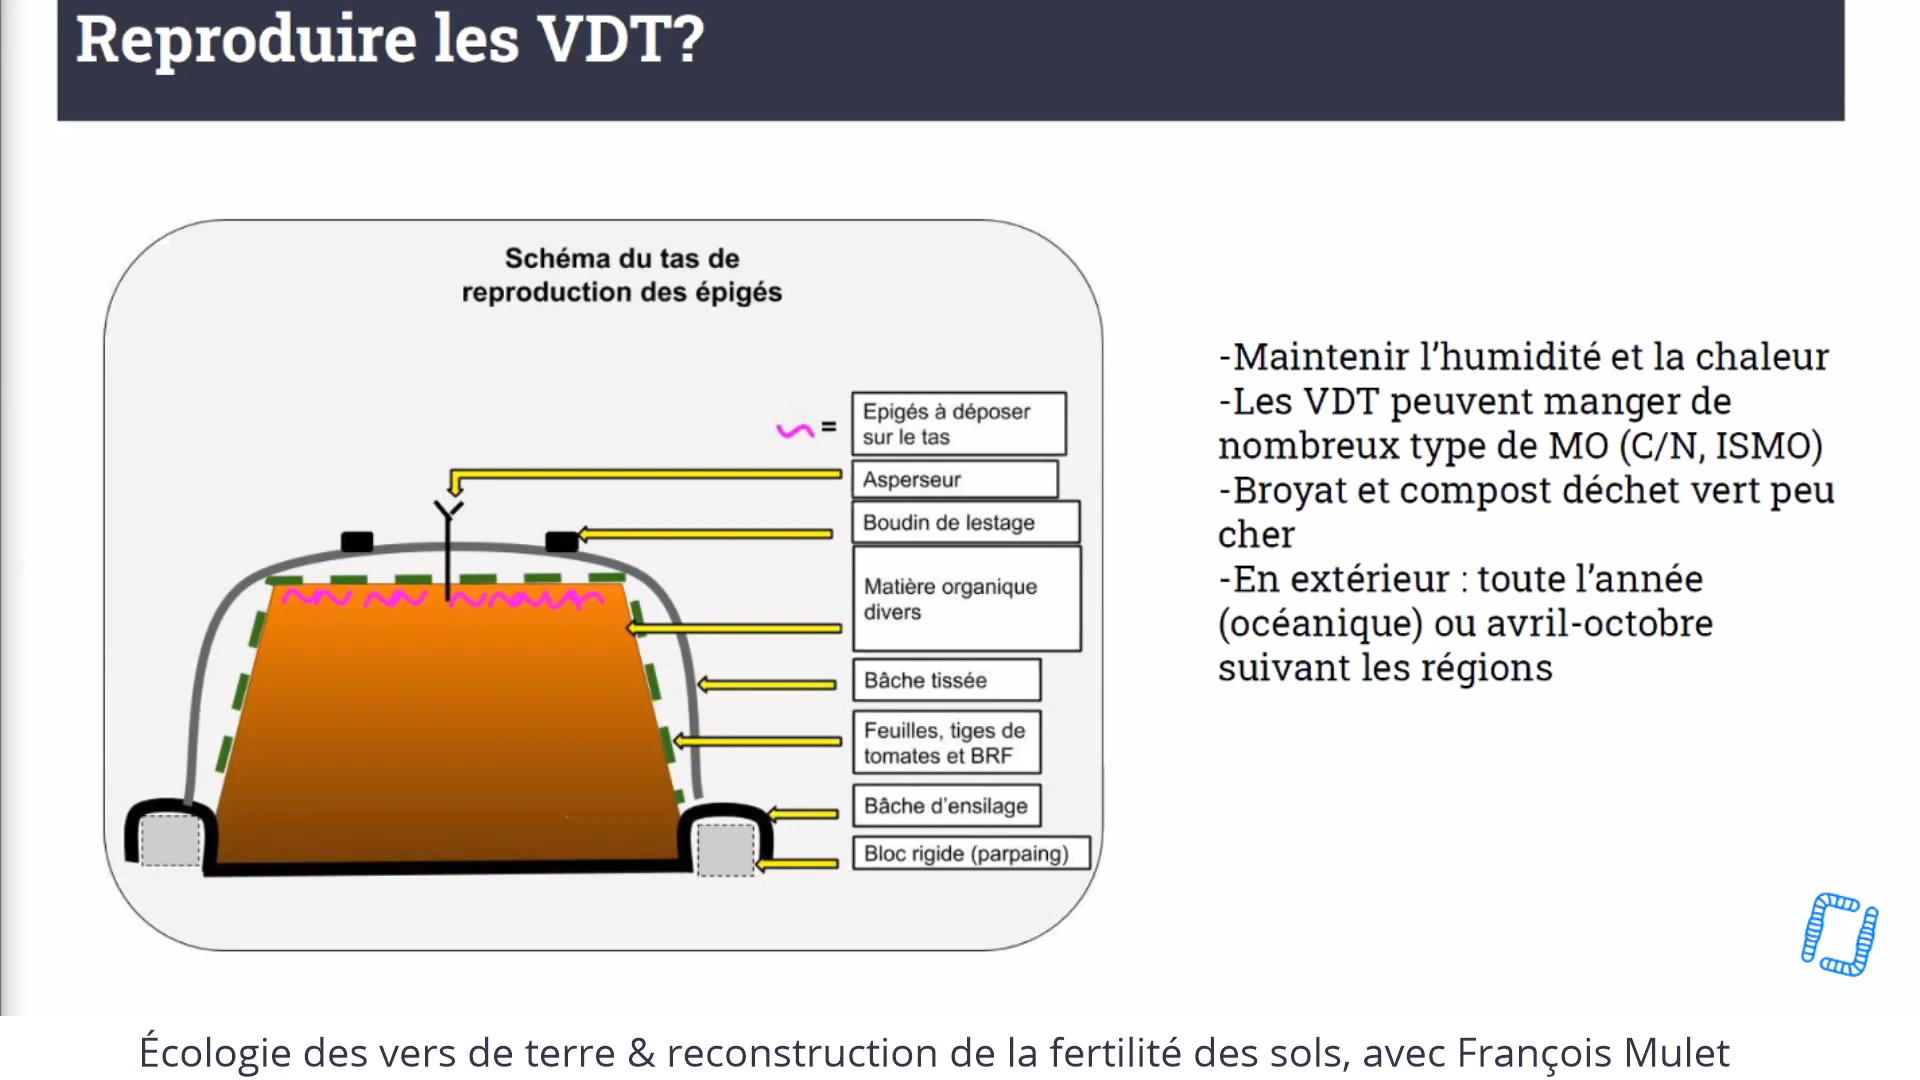 Reproduire les VDT?
Schéma du tas de
reproduction des épigés
=
Epigés à déposer
sur le tas
Asperseur
Boudin de lestage
Matière organique
divers
Bâche tissée
Feuilles, tiges de
tomates et BRF
Bâche d'ensilage
Bloc rigide (parpaing)
-Maintenir l’humidité et la chaleur
-Les VDT peuvent manger de
nombreux type de MO (C/N, ISMO)
-Broyat et compost déchet vert peu
cher
-En extérieur : toute l’année
(océanique) ou avril-octobre
suivant les régions
Écologie des vers de terre & reconstruction de la fertilité des sols, avec François Mulet